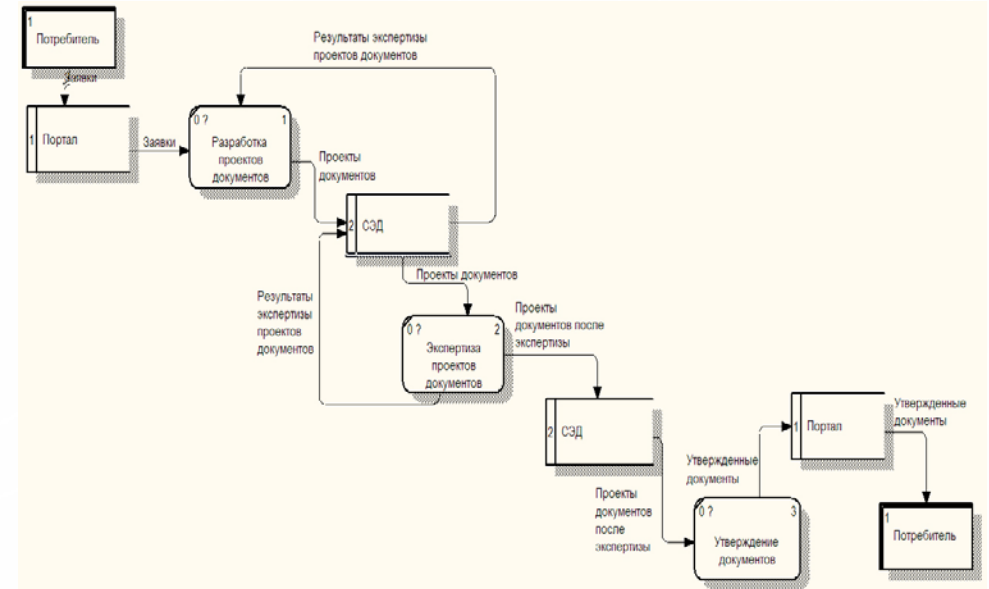 1
Потребитель
Заявки
1
Портал
Заявки
0 ?
1
Разработка
проектов
документов
Результаты экспертизы
проектов документов
Проекты
документов
2
СЭД
Проекты документов
Результаты
экспертизы
проектов
документов
0 ?
2
Экспертиза
проектов
документов
Проекты
документов после
экспертизы
2
СЭД
Проекты
документов
после
экспертизы
0 ?
3
Утверждение
документов
Утвержденные
документы
1
Портал
Утвержденные
документы
1
Потребитель